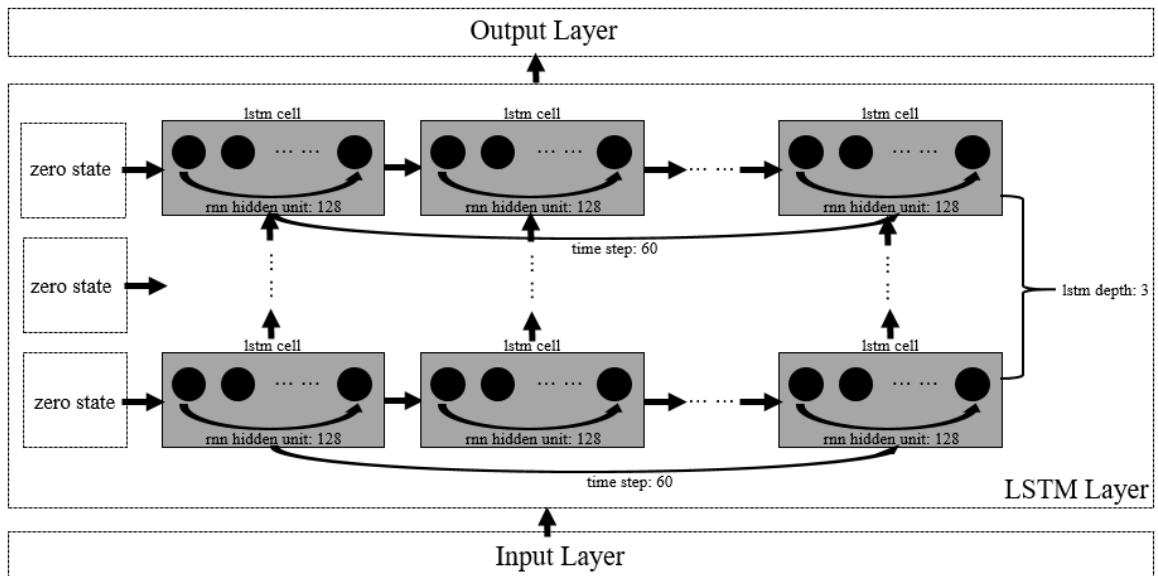 Output Layer
lstm cell
lstm cell
lstm cell
zero state
... ...
... ...
... ...
... ...
rnn hidden unit: 128
rnn hidden unit: 128
rnn hidden unit: 128
time step: 60
zero state
lstm depth: 3
lstm cell
lstm cell
lstm cell
zero state
... ...
... ...
... ...
... ...
rnn hidden unit: 128
rnn hidden unit: 128
rnn hidden unit: 128
time step: 60
LSTM Layer
Input Layer